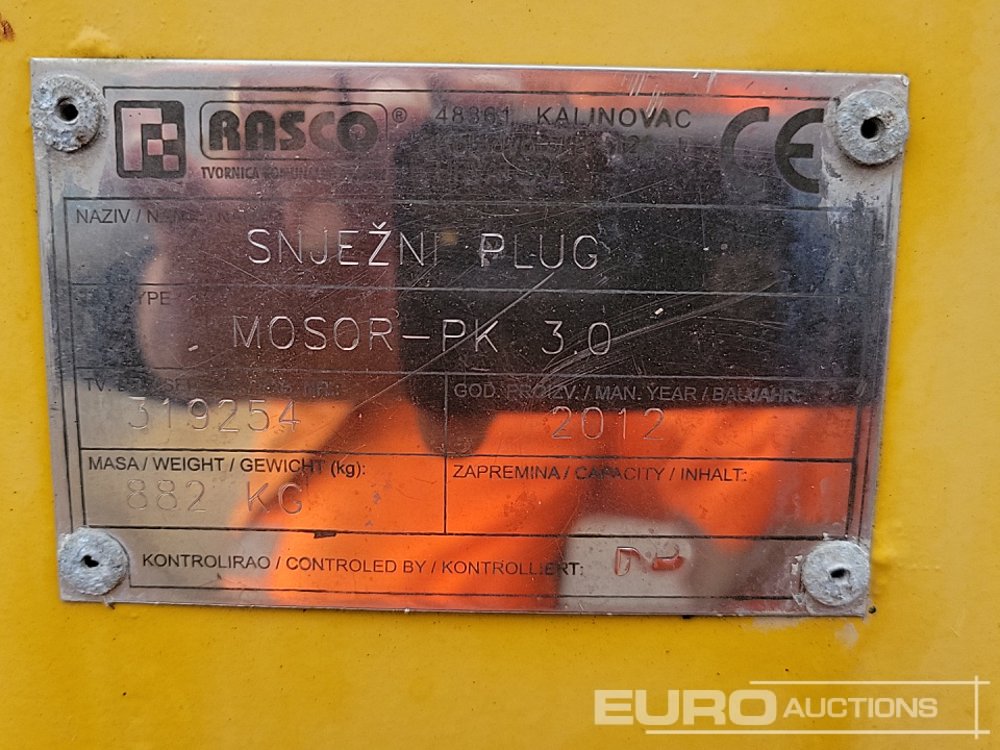 RASCO® 48361 KALINOVAC
TVORNICA
CE
NAZIV /
SNJEŽNI PLUG
MOSOR-PK 3.0
GOD. PROIZV. / MAN. YEAR / BAUJAHR:
319254 2012
MASA / WEIGHT / GEWICHT (kg): ZAPREMINA / CAPACITY / INHALT:
882 KG
KONTROLIRAO / CONTROLED BY / KONTROLLIERT:
EURO AUCTIONS